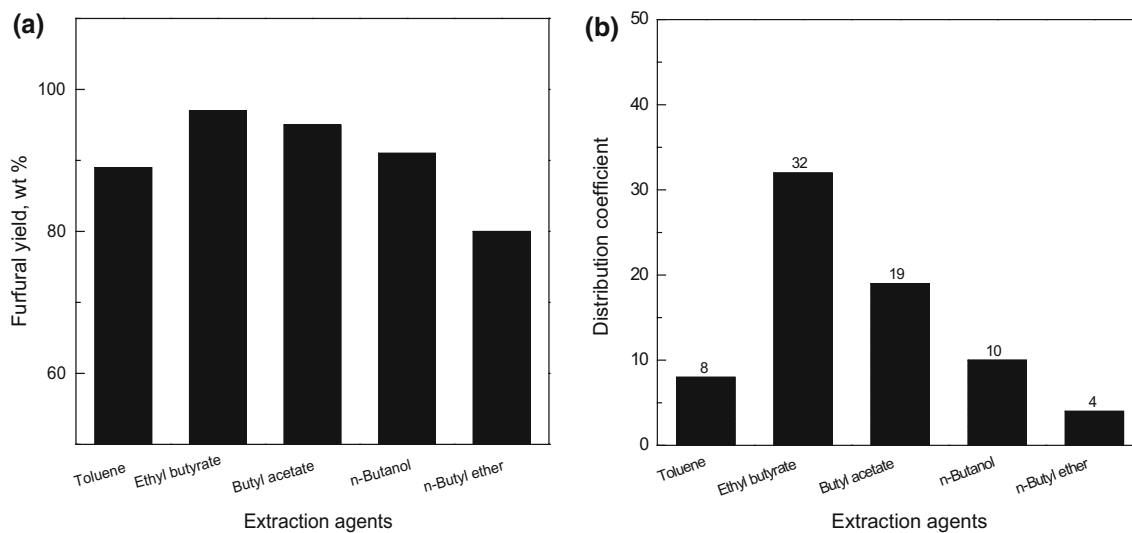 (a)
100
80
60
Furfural yield, wt %
Toluene
Ethyl butyrate
Butyl acetate
n-Butanol
n-Butyl ether
Extraction agents
(b)
50
40
30
20
10
0
Distribution coefficient
8
32
19
10
4
Toluene
Ethyl butyrate
Butyl acetate
n-Butanol
n-Butyl ether
Extraction agents